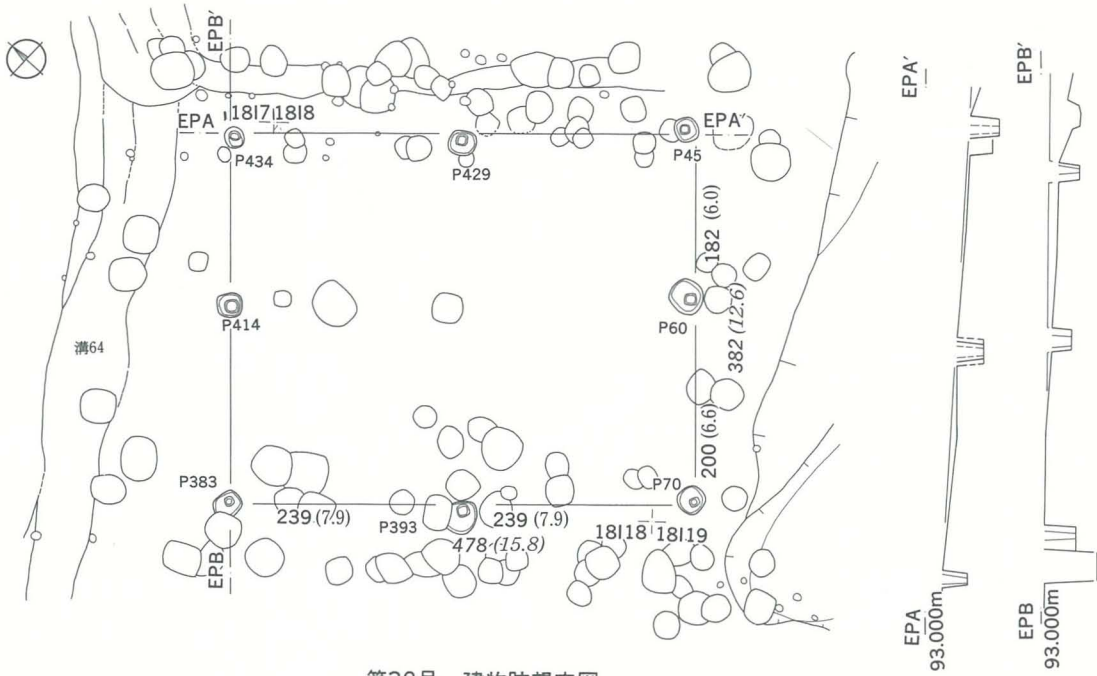 EPB′
EPA′
EPB′
EPA
18I7
18I8
EPA′
P434
P429
P45
182 (6.0)
P414
P60
382 (12.6)
溝64
200 (6.6)
P383
P70
239 (7.9)
P393
239 (7.9)
478 (15.8)
18I18
18I19
EPB
EPA
93.000m
EPB
93.000m